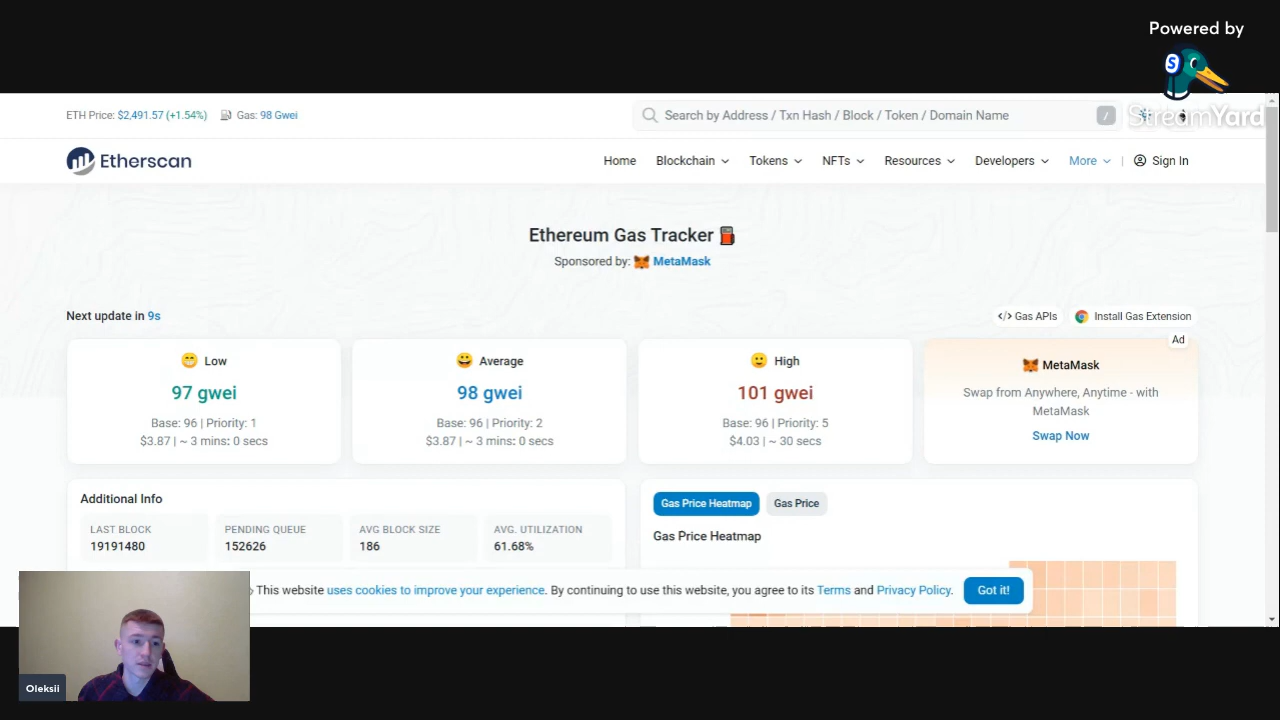 Powered by
StreamYard
ETH Price: $2,491.57 (+1.54%) Gas: 98 Gwei
Search by Address / Txn Hash / Block / Token / Domain Name
/
Etherscan
Home Blockchain Tokens NFTs Resources Developers More | Sign In
Ethereum Gas Tracker
Sponsored by: MetaMask
Next update in 9s
Gas APIs
Install Gas Extension
Low
97 gwei
Base: 96 | Priority: 1
$3.87 | ~ 3 mins: 0 secs
Average
98 gwei
Base: 96 | Priority: 2
$3.87 | ~ 3 mins: 0 secs
High
101 gwei
Base: 96 | Priority: 5
$4.03 | ~ 30 secs
Ad
MetaMask
Swap from Anywhere, Anytime - with
MetaMask
Swap Now
Additional Info
LAST BLOCK
19191480
PENDING QUEUE
152626
AVG BLOCK SIZE
186
AVG. UTILIZATION
61.68%
Gas Price Heatmap Gas Price
Gas Price Heatmap
This website uses cookies to improve your experience. By continuing to use this website, you agree to its Terms and Privacy Policy.
Got it!
Oleksii